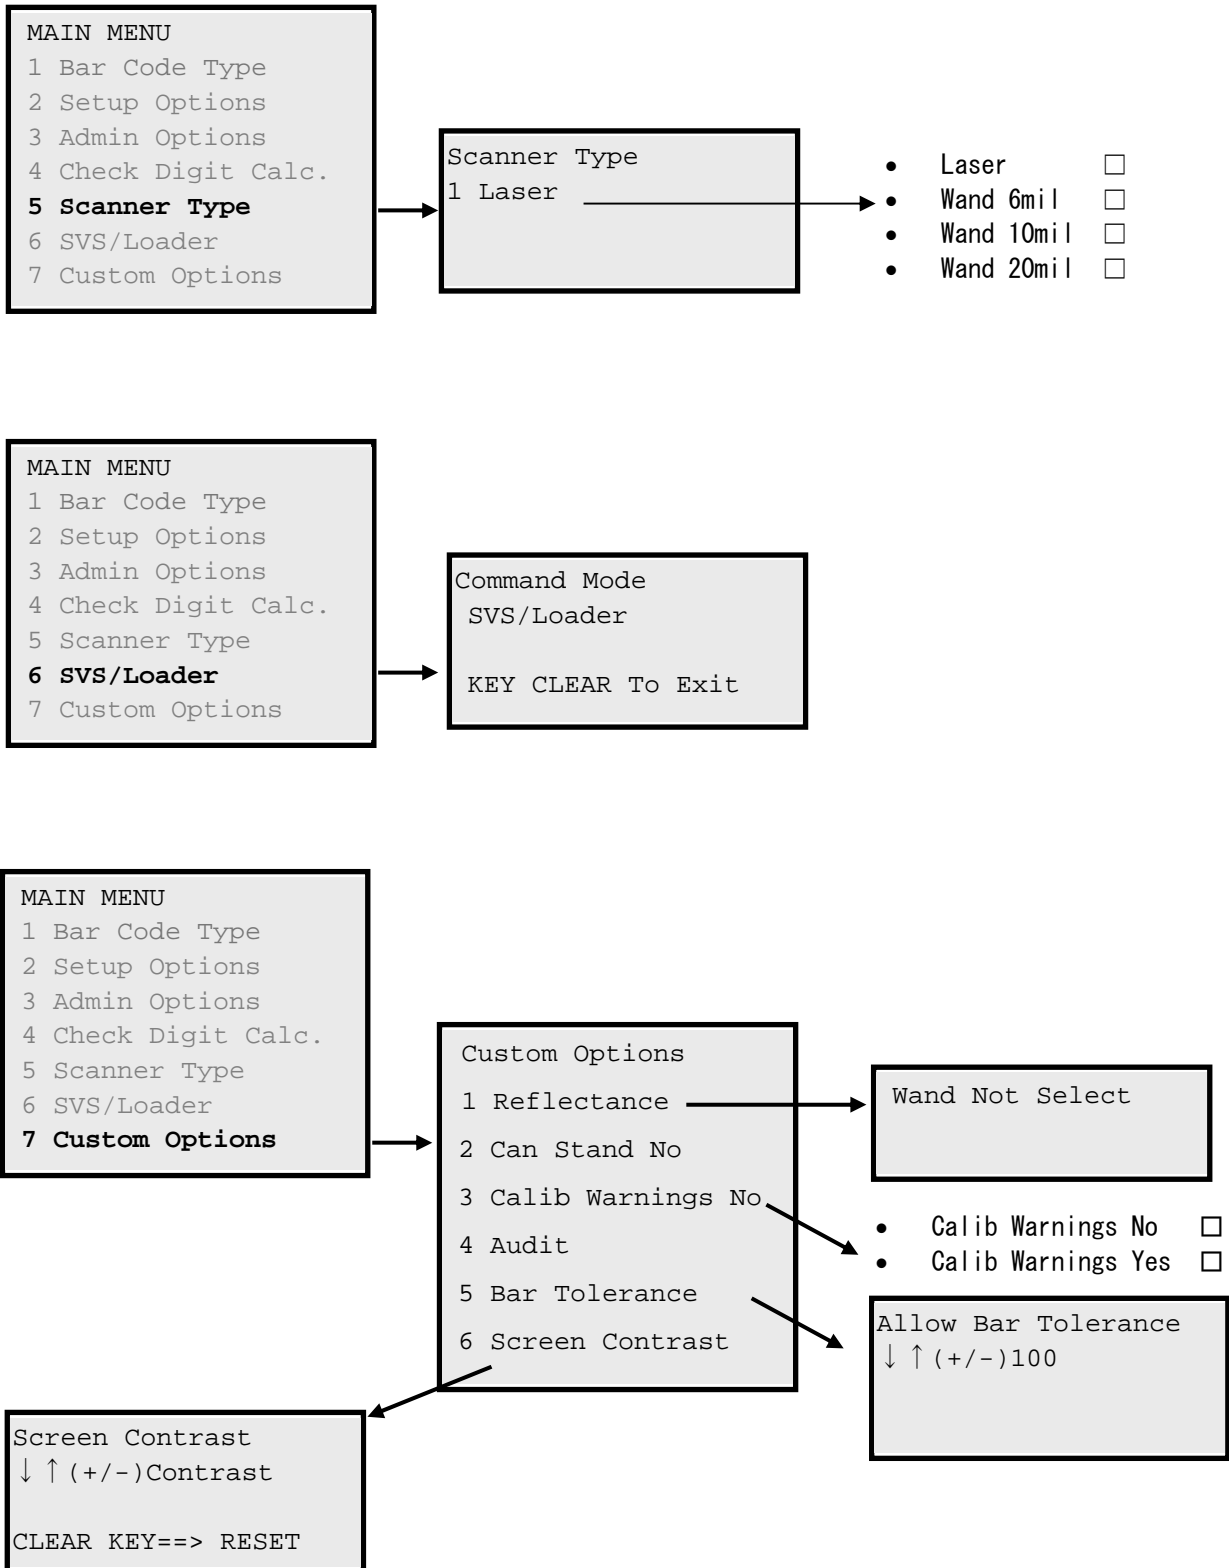 MAIN MENU
1 Bar Code Type
2 Setup Options
3 Admin Options
4 Check Digit Calc.
5 Scanner Type
6 SVS/Loader
7 Custom Options
Scanner Type
1 Laser
• Laser □
• Wand 6mil □
• Wand 10mil □
• Wand 20mil □
MAIN MENU
1 Bar Code Type
2 Setup Options
3 Admin Options
4 Check Digit Calc.
5 Scanner Type
6 SVS/Loader
7 Custom Options
Command Mode
SVS/Loader
KEY CLEAR To Exit
MAIN MENU
1 Bar Code Type
2 Setup Options
3 Admin Options
4 Check Digit Calc.
5 Scanner Type
6 SVS/Loader
7 Custom Options
Custom Options
1 Reflectance
2 Can Stand No
3 Calib Warnings No
4 Audit
5 Bar Tolerance
6 Screen Contrast
Wand Not Select
• Calib Warnings No □
• Calib Warnings Yes □
Allow Bar Tolerance
↓↑(+/-)100
Screen Contrast
↓↑(+/-)Contrast
CLEAR KEY==> RESET